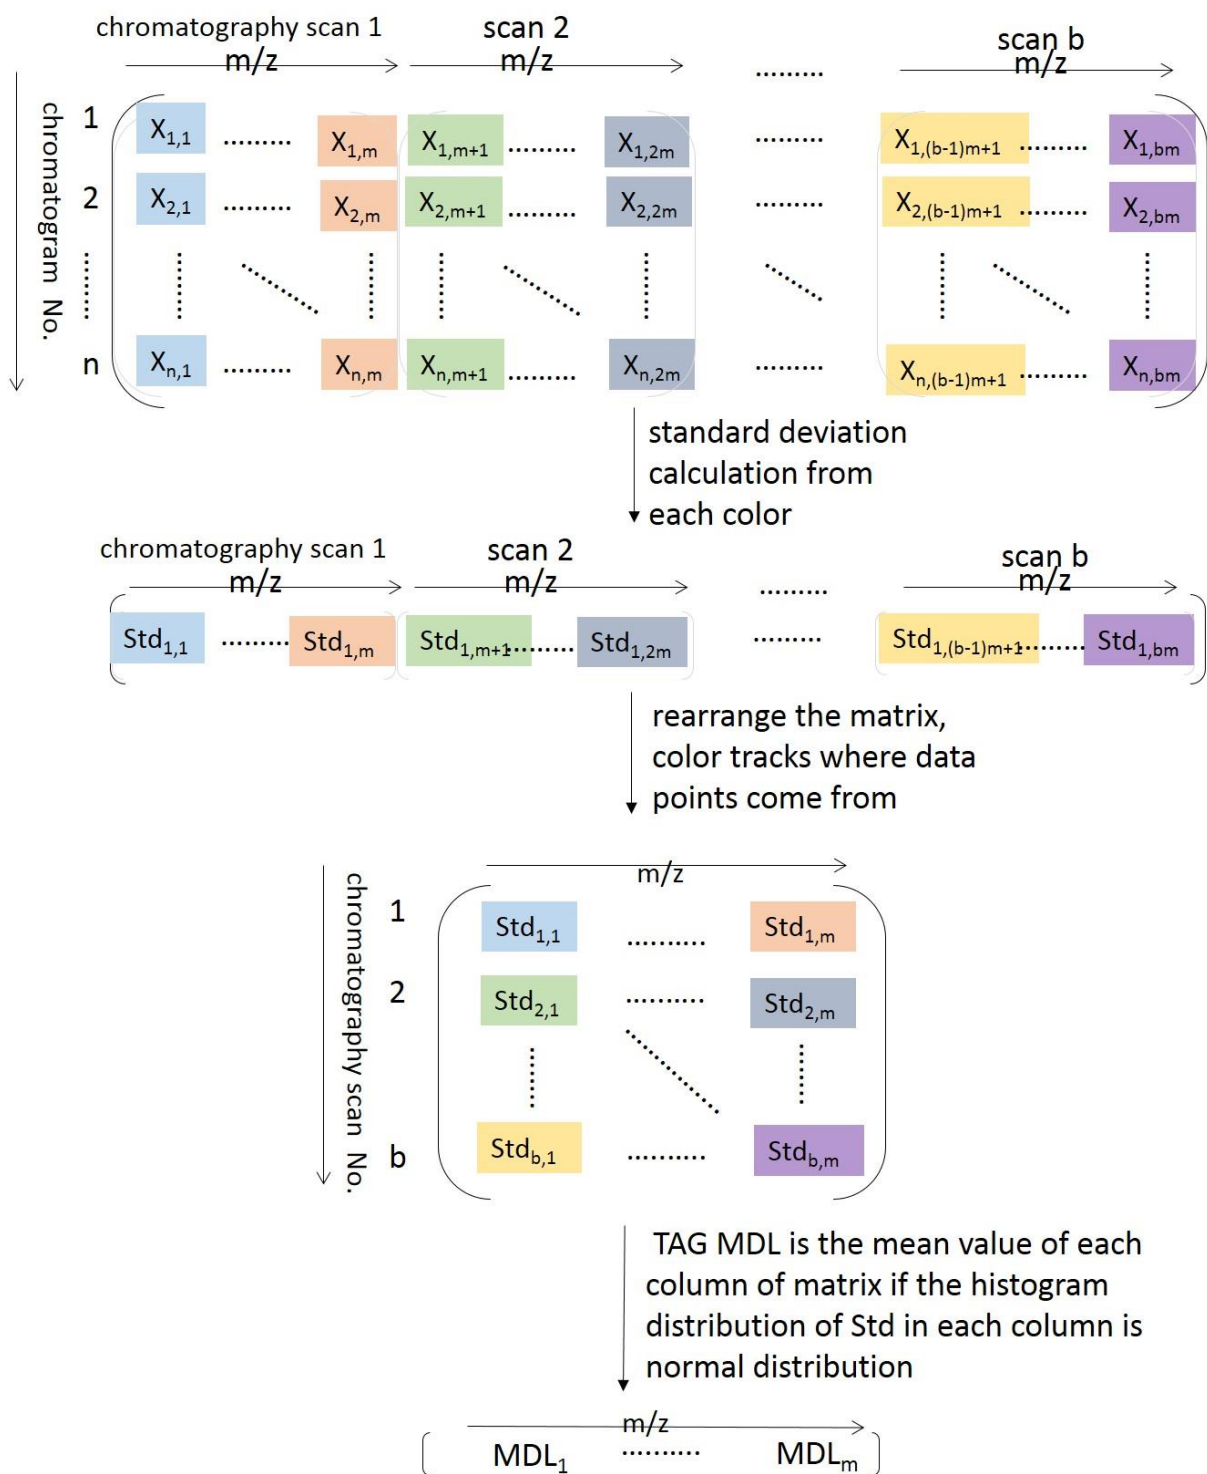 chromatography scan 1 scan 2 scan b
m/z m/z ......... m/z
chromatogram No.
1 X1,1 ......... X1,m X1,m+1 ......... X1,2m ......... X1,(b-1)m+1 ......... X1,bm
2 X2,1 ......... X2,m X2,m+1 ......... X2,2m ......... X2,(b-1)m+1 ......... X2,bm
n Xn,1 ......... Xn,m Xn,m+1 ......... Xn,2m ......... Xn,(b-1)m+1 ......... Xn,bm
standard deviation
calculation from
each color
chromatography scan 1 scan 2 scan b
m/z m/z ......... m/z
Std1,1 ......... Std1,m Std1,m+1 ......... Std1,2m ......... Std1,(b-1)m+1 ......... Std1,bm
rearrange the matrix,
color tracks where data
points come from
m/z
chromatography scan No.
1 Std1,1 .......... Std1,m
2 Std2,1 .......... Std2,m
b Stdb,1 .......... Stdb,m
TAG MDL is the mean value of each
column of matrix if the histogram
distribution of Std in each column is
normal distribution
m/z
MDL1 .......... MDLm